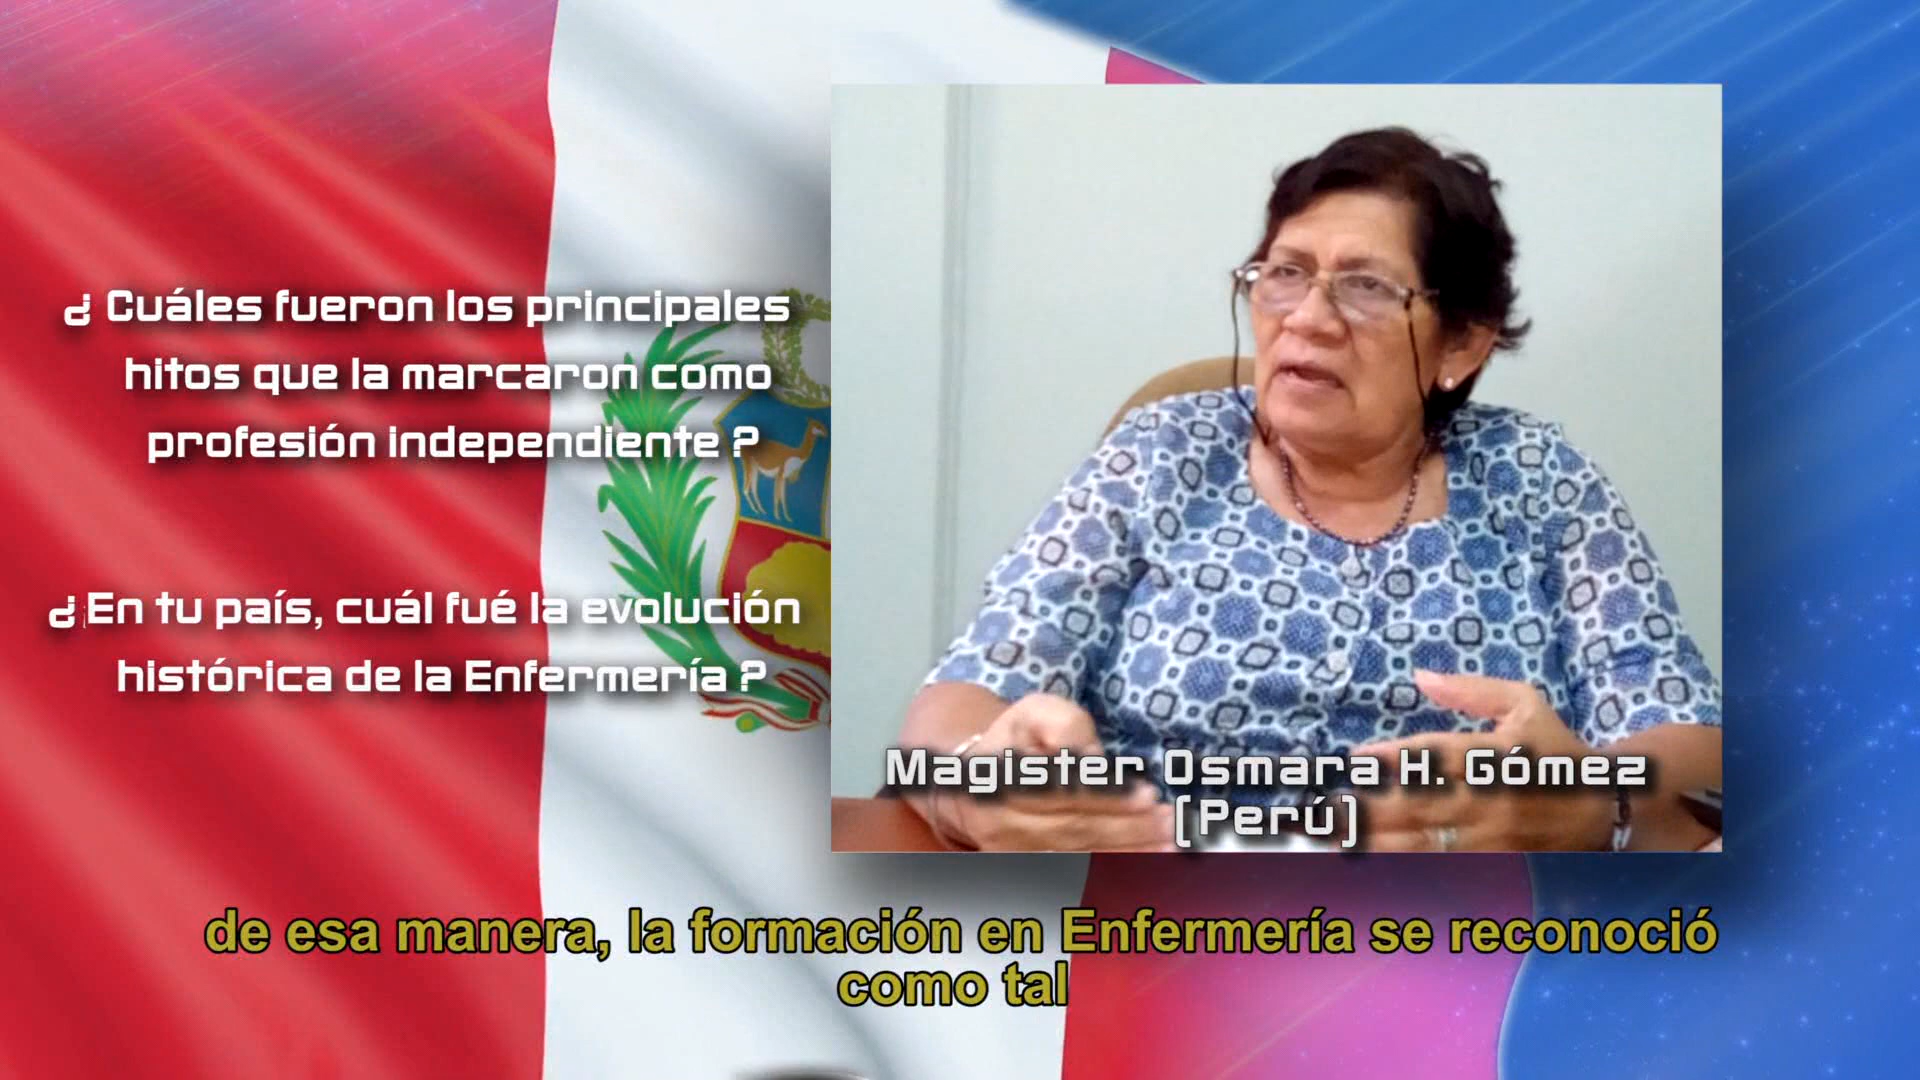 ¿ Cuáles fueron los principales
hitos que la marcaron como
profesión independiente ?
¿ En tu país, cuál fué la evolución
histórica de la Enfermería ?
Magister Osmara H. Gómez
(Perú)
de esa manera, la formación en Enfermería se reconoció
como tal